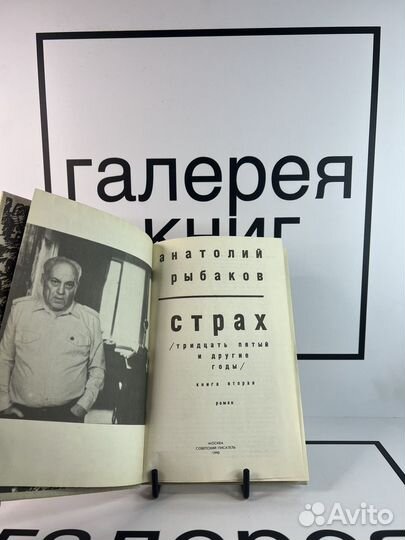 галерея
книг
анатолий
рыбаков
страх
/тридцать пятый
и другие
годы/
книга вторая
роман
МОСКВА
СОВЕТСКИЙ ПИСАТЕЛЬ
1990
галерея
Avito